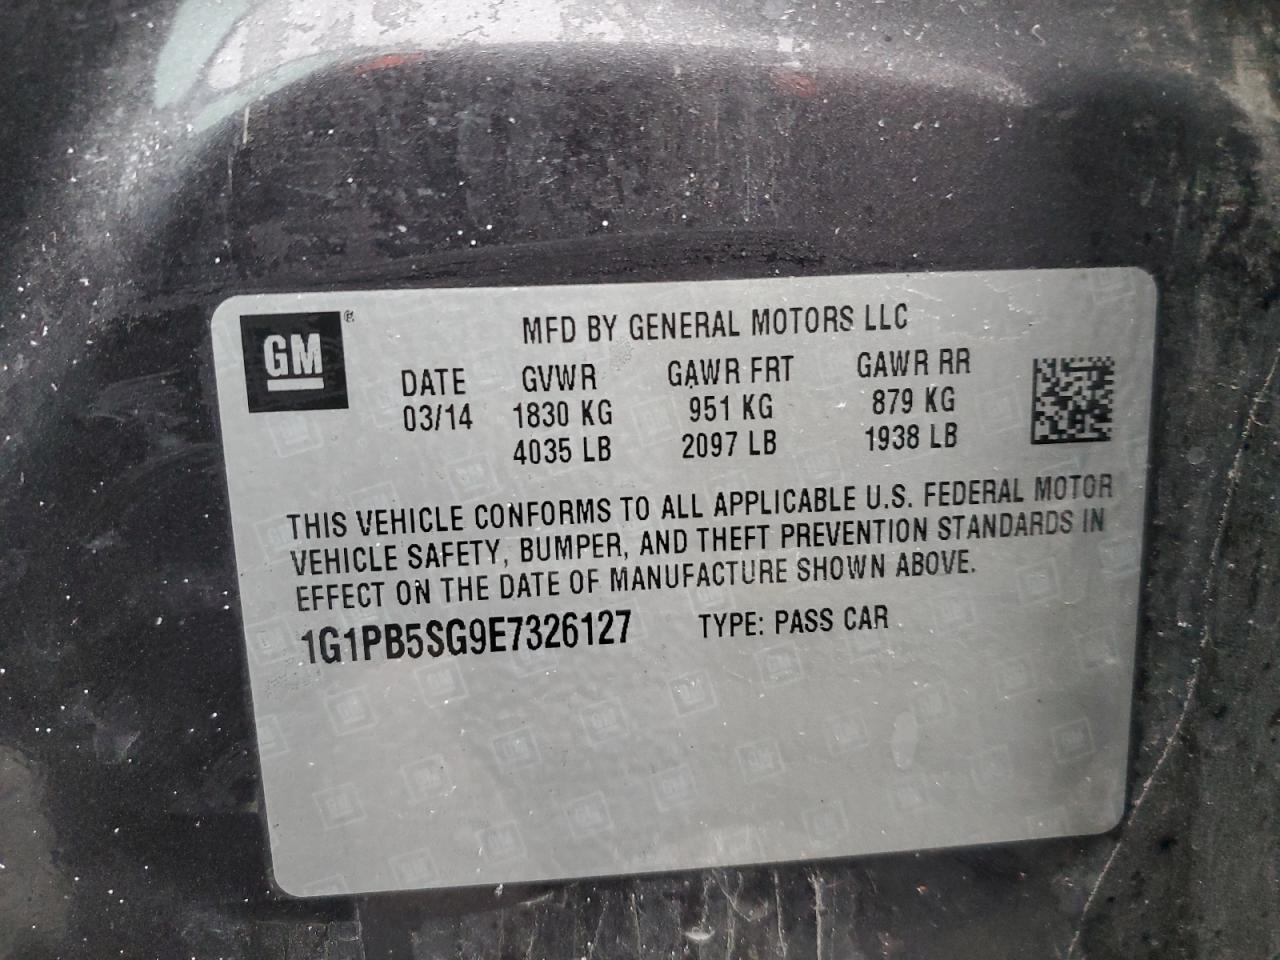 GM ®
MFD BY GENERAL MOTORS LLC
DATE GVWR GAWR FRT GAWR RR
03/14 1830 KG 951 KG 879 KG
4035 LB 2097 LB 1938 LB
THIS VEHICLE CONFORMS TO ALL APPLICABLE U.S. FEDERAL MOTOR
VEHICLE SAFETY, BUMPER, AND THEFT PREVENTION STANDARDS IN
EFFECT ON THE DATE OF MANUFACTURE SHOWN ABOVE.
1G1PB5SG9E7326127 TYPE: PASS CAR